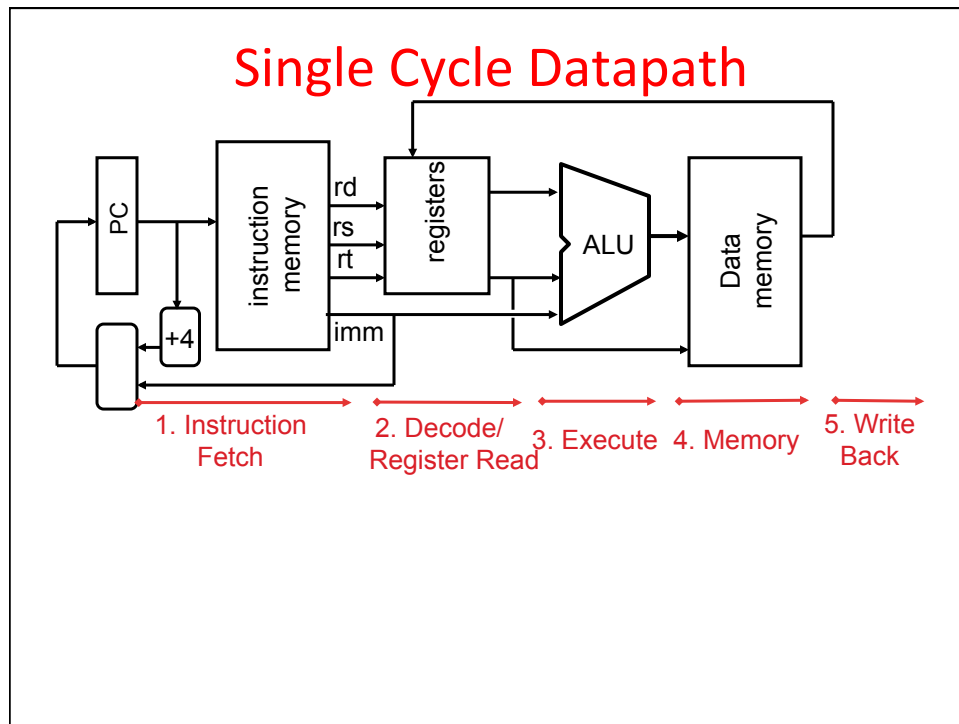 Single Cycle Datapath
PC
+4
instruction
memory
rd
rs
rt
imm
registers
ALU
Data
memory
1. Instruction
Fetch
2. Decode/
Register Read
3. Execute
4. Memory
5. Write
Back